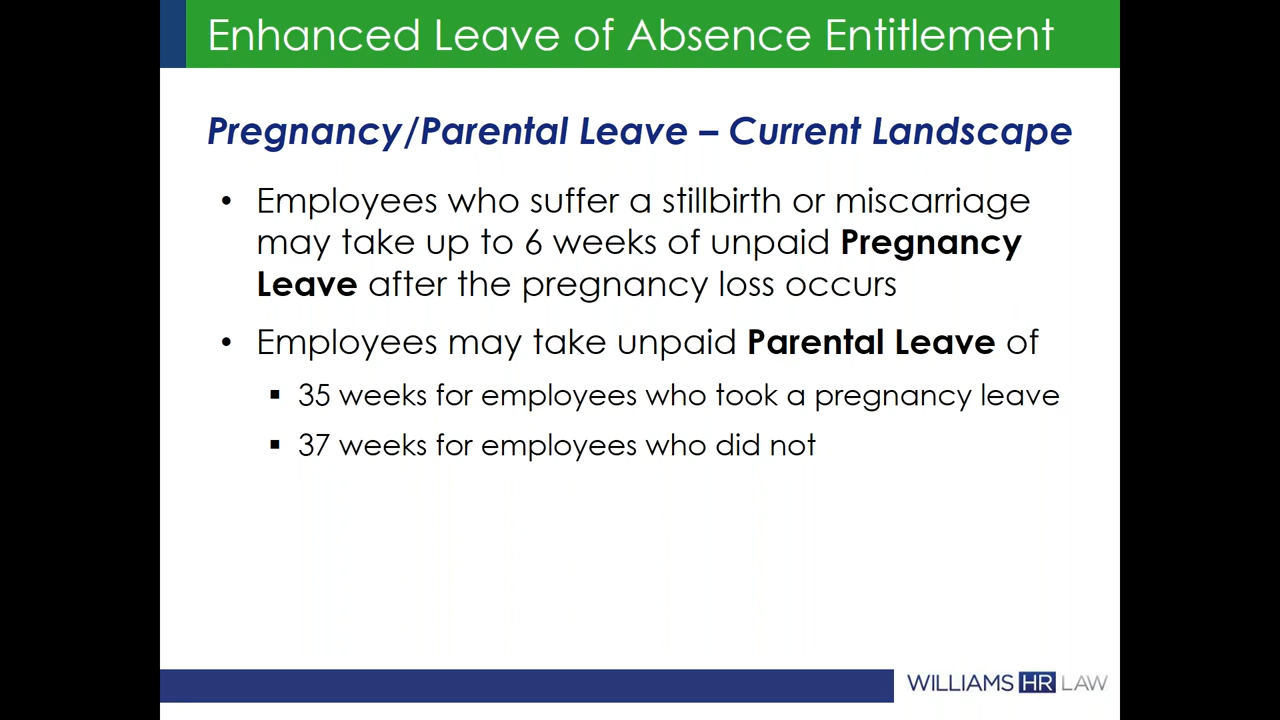 Enhanced Leave of Absence Entitlement
Pregnancy/Parental Leave – Current Landscape
• Employees who suffer a stillbirth or miscarriage
may take up to 6 weeks of unpaid Pregnancy
Leave after the pregnancy loss occurs
• Employees may take unpaid Parental Leave of
▪ 35 weeks for employees who took a pregnancy leave
▪ 37 weeks for employees who did not
WILLIAMS HR LAW